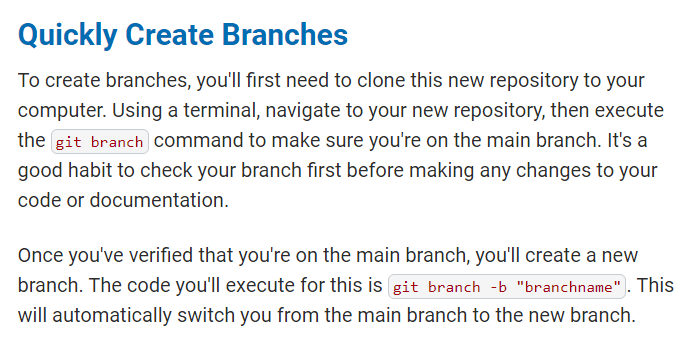 Quickly Create Branches
To create branches, you'll first need to clone this new repository to your
computer. Using a terminal, navigate to your new repository, then execute
the git branch command to make sure you're on the main branch. It's a
good habit to check your branch first before making any changes to your
code or documentation.
Once you've verified that you're on the main branch, you'll create a new
branch. The code you'll execute for this is git branch -b "branchname". This
will automatically switch you from the main branch to the new branch.